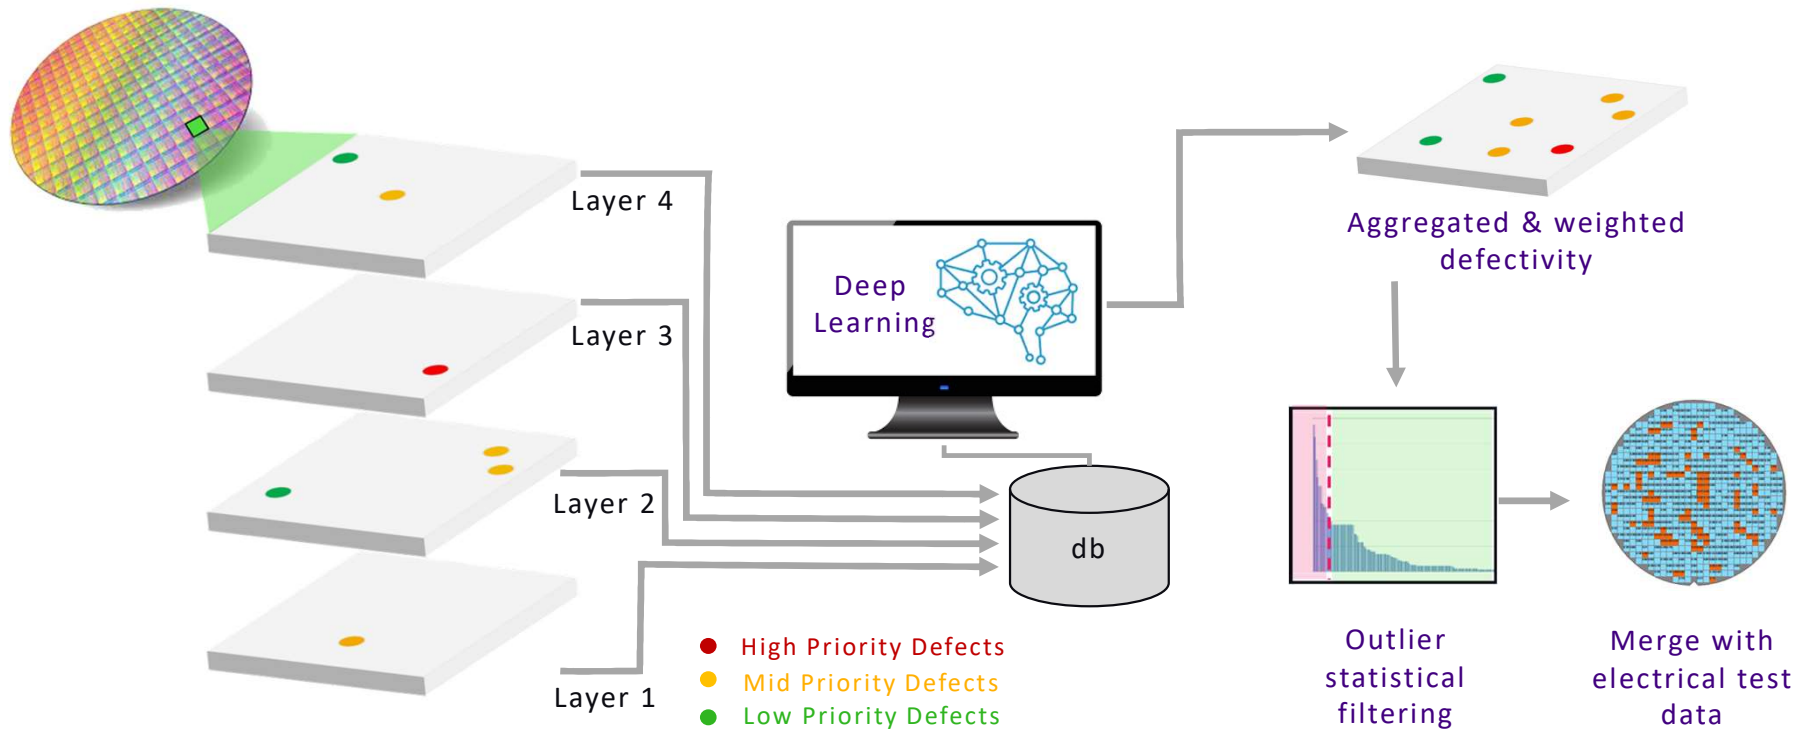 Layer 4
Layer 3
Layer 2
Layer 1
Deep
Learning
db
High Priority Defects
Mid Priority Defects
Low Priority Defects
Aggregated & weighted
defectivity
Outlier
statistical
filtering
Merge with
electrical test
data